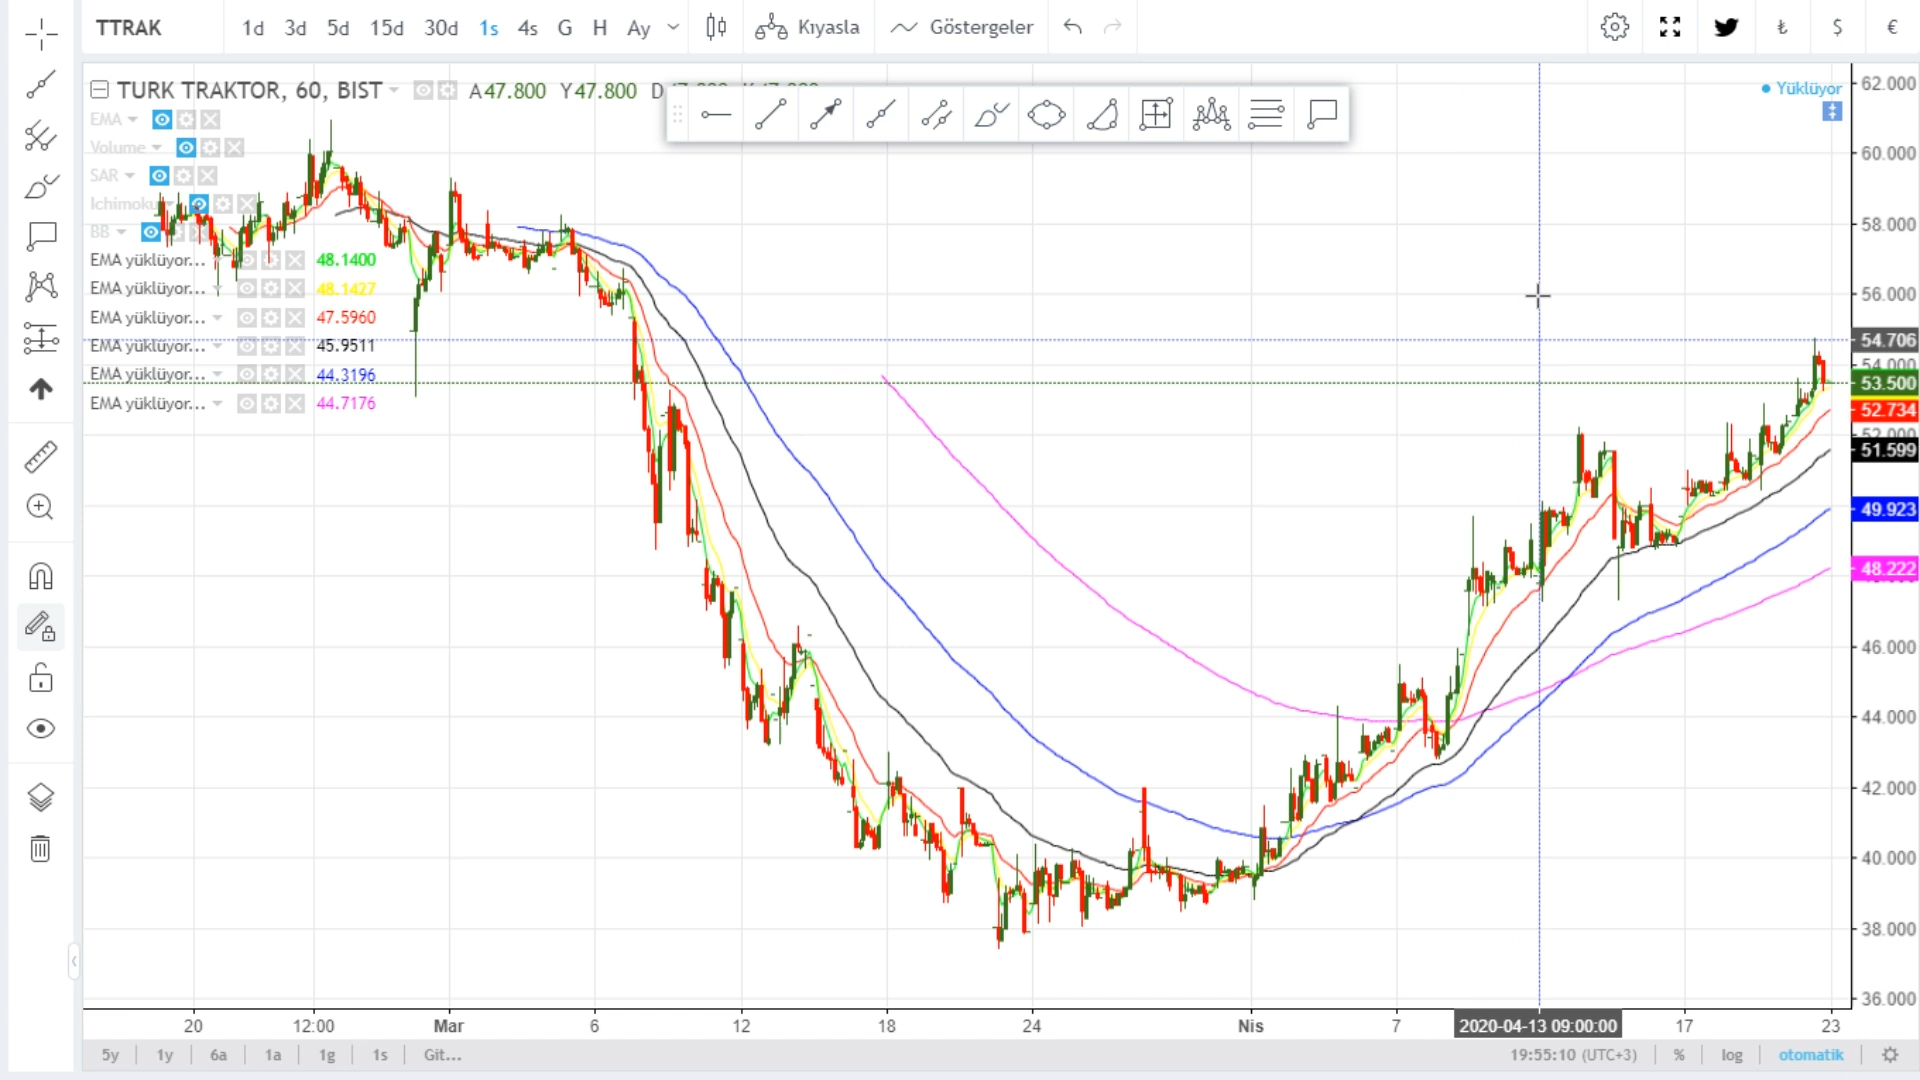 TTRAK 1d 3d 5d 15d 30d 1s 4s G H Ay Kıyasla Göstergeler ₺ $ €
TURK TRAKTOR, 60, BIST A47.800 Y47.800 D
Yüklüyor
EMA
Volume
SAR
Ichimoku
BB
EMA yüklüyor... 48.1400
EMA yüklüyor... 48.1427
EMA yüklüyor... 47.5960
EMA yüklüyor... 45.9511
EMA yüklüyor... 44.3196
EMA yüklüyor... 44.7176
62.000
60.000
58.000
56.000
54.706
54.000
53.500
52.734
52.000
51.599
49.923
48.222
46.000
44.000
42.000
40.000
38.000
36.000
20 12:00 Mar 6 12 18 24 Nis 7 2020-04-13 09:00:00 17 23
5y 1y 6a 1a 1g 1s Git... 19:55:10 (UTC+3) % log otomatik